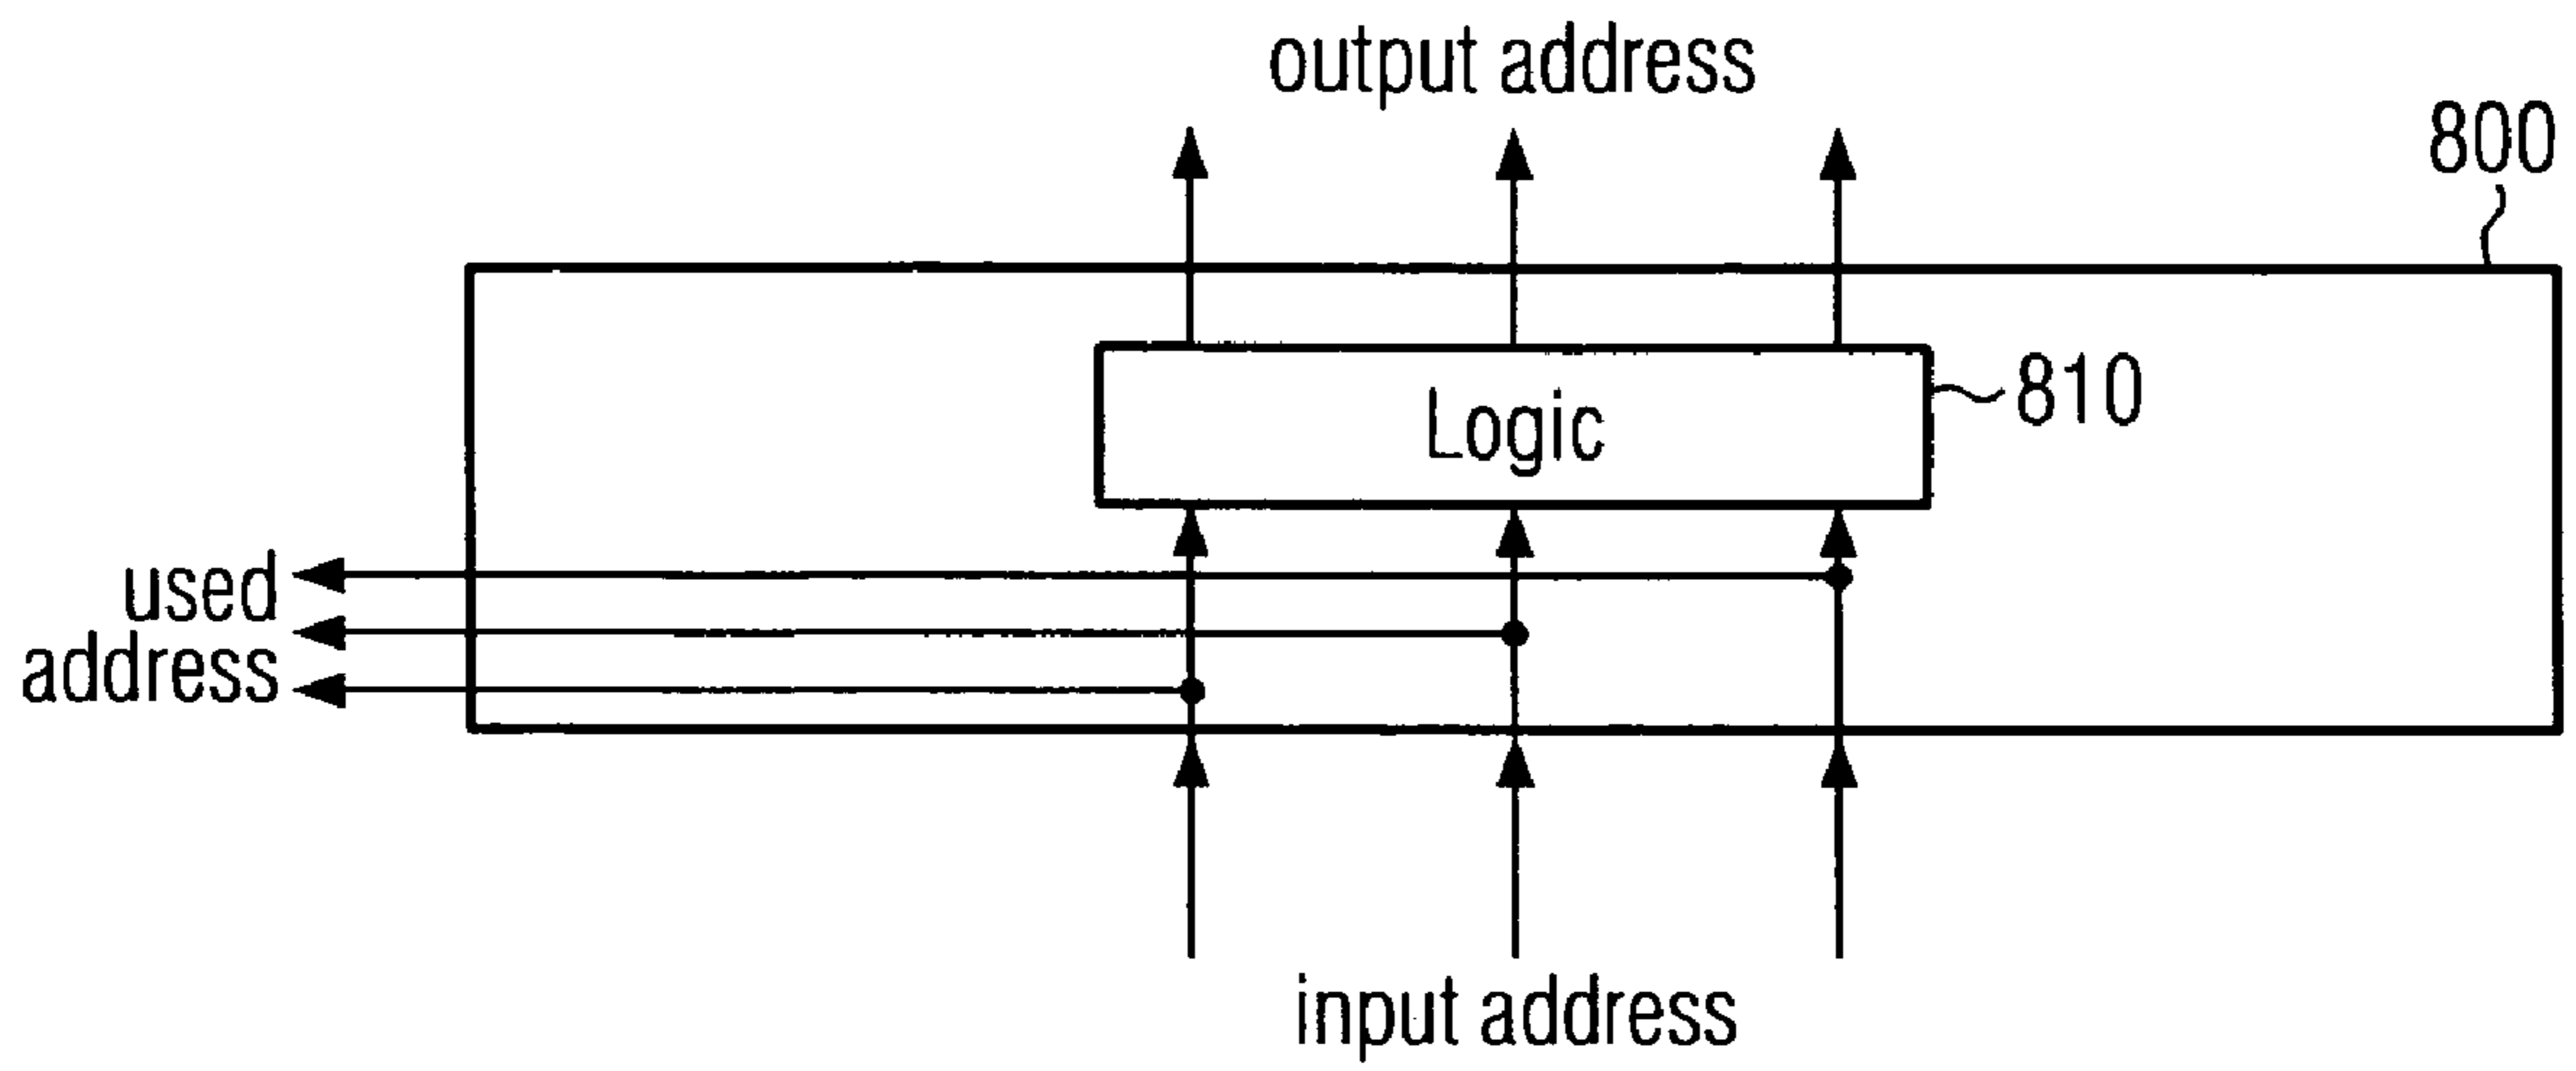 output address
800
Logic
810
used
address
input address